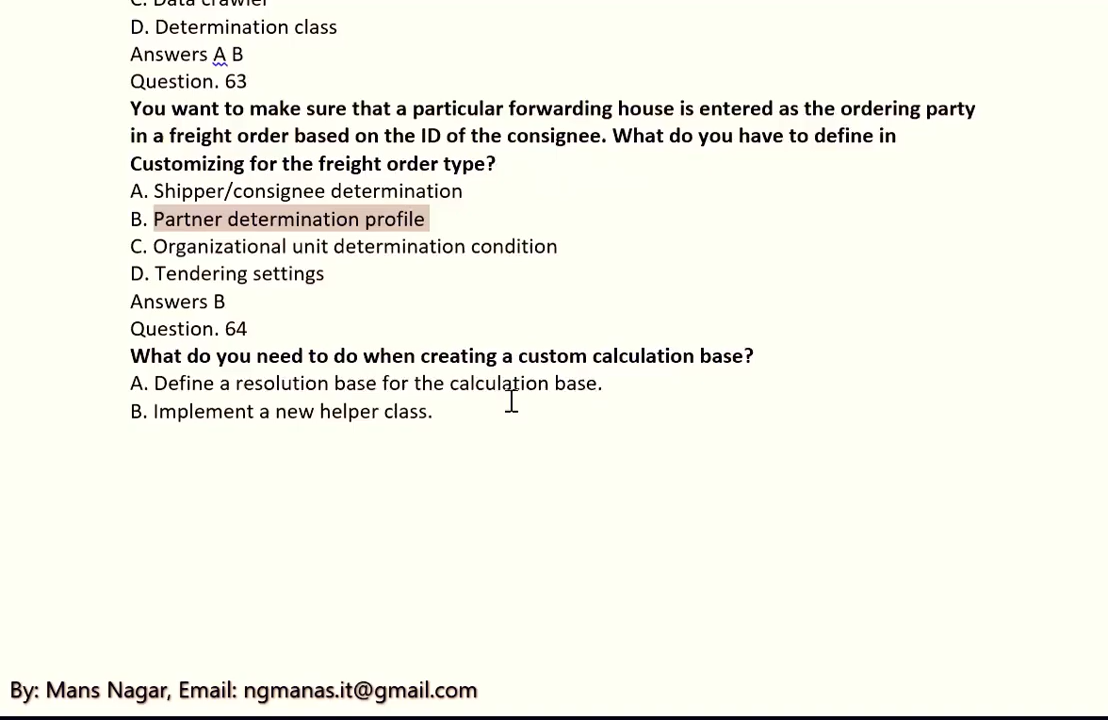 C. Data crawler
D. Determination class
Answers A B
Question. 63
You want to make sure that a particular forwarding house is entered as the ordering party
in a freight order based on the ID of the consignee. What do you have to define in
Customizing for the freight order type?
A. Shipper/consignee determination
B. Partner determination profile
C. Organizational unit determination condition
D. Tendering settings
Answers B
Question. 64
What do you need to do when creating a custom calculation base?
A. Define a resolution base for the calculation base.
B. Implement a new helper class.
By: Mans Nagar, Email: ngmanas.it@gmail.com